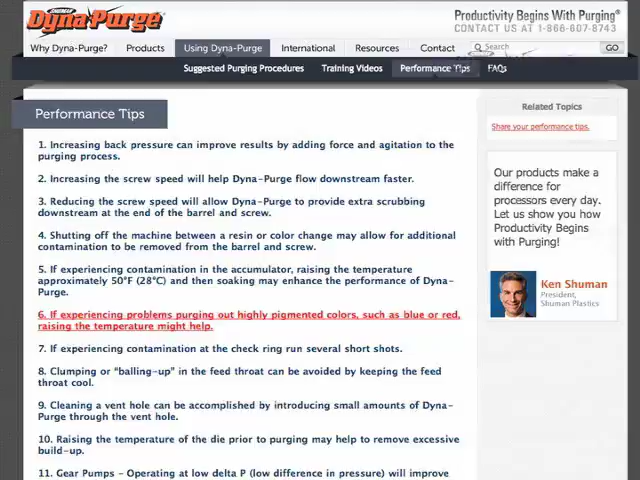 SHUMAN
Dyna-Purge®
Productivity Begins With Purging®
CONTACT US AT 1-866-607-8743
Why Dyna-Purge? Products Using Dyna-Purge International Resources Contact Search GO
Suggested Purging Procedures Training Videos Performance Tips FAQs
Performance Tips
1. Increasing back pressure can improve results by adding force and agitation to the
purging process.
2. Increasing the screw speed will help Dyna-Purge flow downstream faster.
3. Reducing the screw speed will allow Dyna-Purge to provide extra scrubbing
downstream at the end of the barrel and screw.
4. Shutting off the machine between a resin or color change may allow for additional
contamination to be removed from the barrel and screw.
5. If experiencing contamination in the accumulator, raising the temperature
approximately 50°F (28°C) and then soaking may enhance the performance of Dyna-
Purge.
6. If experiencing problems purging out highly pigmented colors, such as blue or red,
raising the temperature might help.
7. If experiencing contamination at the check ring run several short shots.
8. Clumping or “balling-up” in the feed throat can be avoided by keeping the feed
throat cool.
9. Cleaning a vent hole can be accomplished by introducing small amounts of Dyna-
Purge through the vent hole.
10. Raising the temperature of the die prior to purging may help to remove excessive
build-up.
11. Gear Pumps - Operating at low delta P (low difference in pressure) will improve
Related Topics
Share your performance tips.
Our products make a
difference for
processors every day.
Let us show you how
Productivity Begins
with Purging!
Ken Shuman
President,
Shuman Plastics